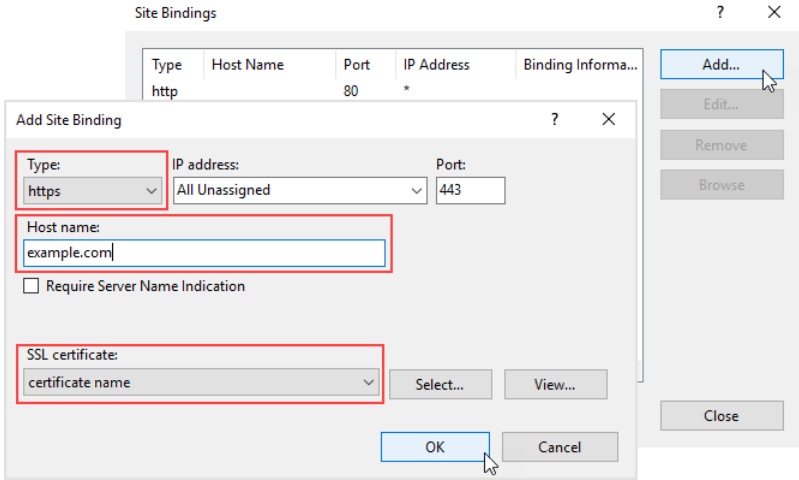 Site Bindings ? ×
Type Host Name Port IP Address Binding Informa... Add...
http 80 *
Edit...
Add Site Binding ? ×
Remove
Type: IP address: Port:
https All Unassigned 443 Browse
Host name:
example.com
Require Server Name Indication
SSL certificate:
certificate name Select... View...
Close
OK Cancel